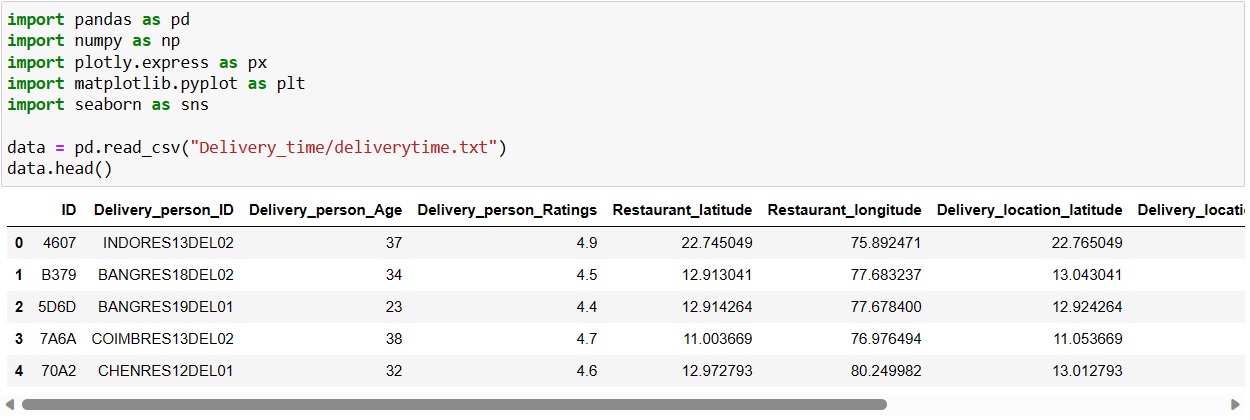 import pandas as pd
import numpy as np
import plotly.express as px
import matplotlib.pyplot as plt
import seaborn as sns
data = pd.read_csv("Delivery_time/deliverytime.txt")
data.head()
ID Delivery_person_ID Delivery_person_Age Delivery_person_Ratings Restaurant_latitude Restaurant_longitude Delivery_location_latitude Delivery_locati
0 4607 INDORES13DEL02 37 4.9 22.745049 75.892471 22.765049
1 B379 BANGRES18DEL02 34 4.5 12.913041 77.683237 13.043041
2 5D6D BANGRES19DEL01 23 4.4 12.914264 77.678400 12.924264
3 7A6A COIMBRES13DEL02 38 4.7 11.003669 76.976494 11.053669
4 70A2 CHENRES12DEL01 32 4.6 12.972793 80.249982 13.012793